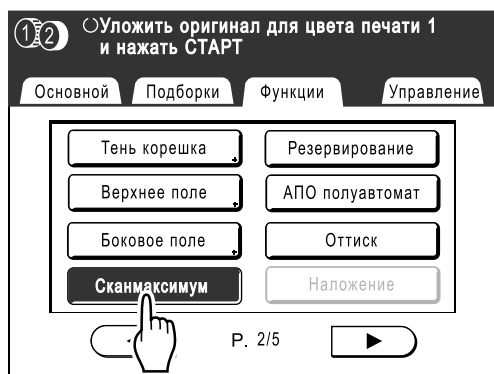 12 Уложить оригинал для цвета печати 1
и нажать СТАРТ
Основной Подборки Функции Управление
Тень корешка Резервирование
Верхнее поле АПО полуавтомат
Боковое поле Оттиск
Сканмаксимум Наложение
P. 2/5